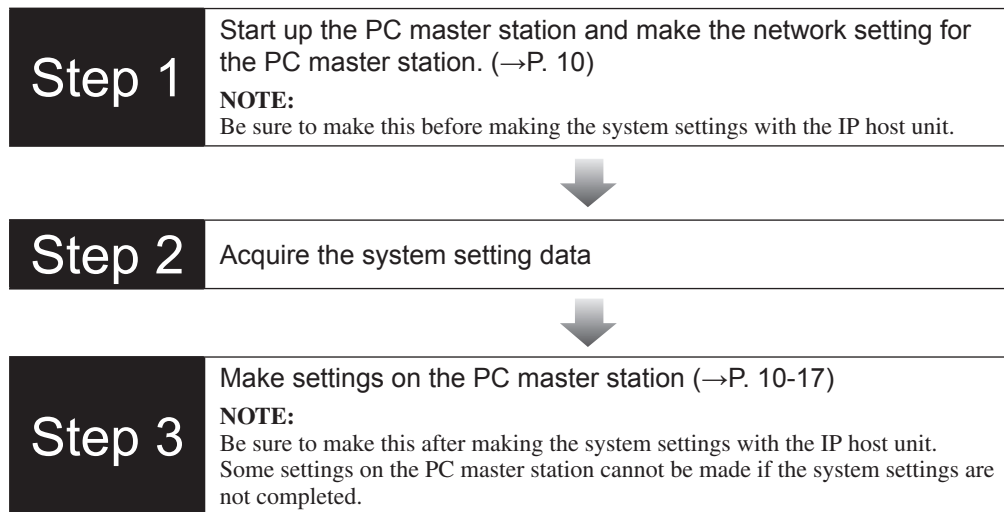 Step 1
Start up the PC master station and make the network setting for
the PC master station. (→P. 10)
NOTE:
Be sure to make this before making the system settings with the IP host unit.
Step 2
Acquire the system setting data
Step 3
Make settings on the PC master station (→P. 10-17)
NOTE:
Be sure to make this after making the system settings with the IP host unit.
Some settings on the PC master station cannot be made if the system settings are
not completed.